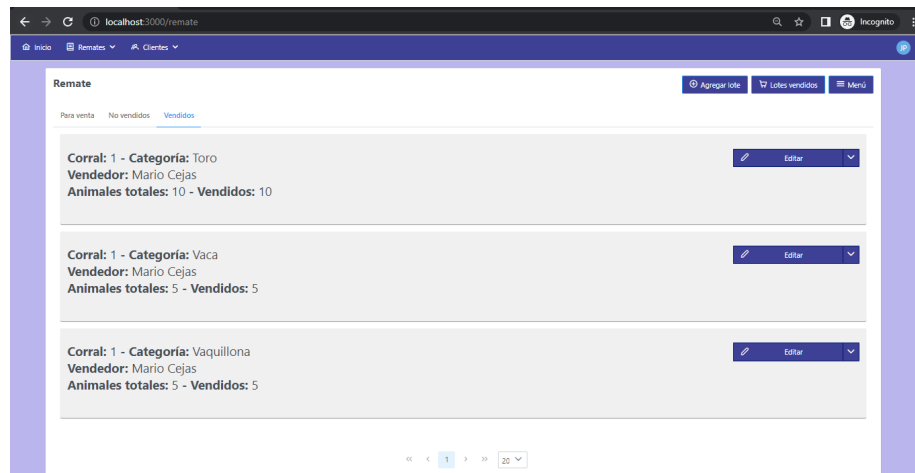 localhost:3000/remate
Incognito
Inicio Remates Clientes JP
Remate
Agregar lote Lotes vendidos Menú
Para venta No vendidos Vendidos
Corral: 1 - Categoría: Toro
Editar
Vendedor: Mario Cejas
Animales totales: 10 - Vendidos: 10
Corral: 1 - Categoría: Vaca
Editar
Vendedor: Mario Cejas
Animales totales: 5 - Vendidos: 5
Corral: 1 - Categoría: Vaquillona
Editar
Vendedor: Mario Cejas
Animales totales: 5 - Vendidos: 5
« ‹ 1 › » 20